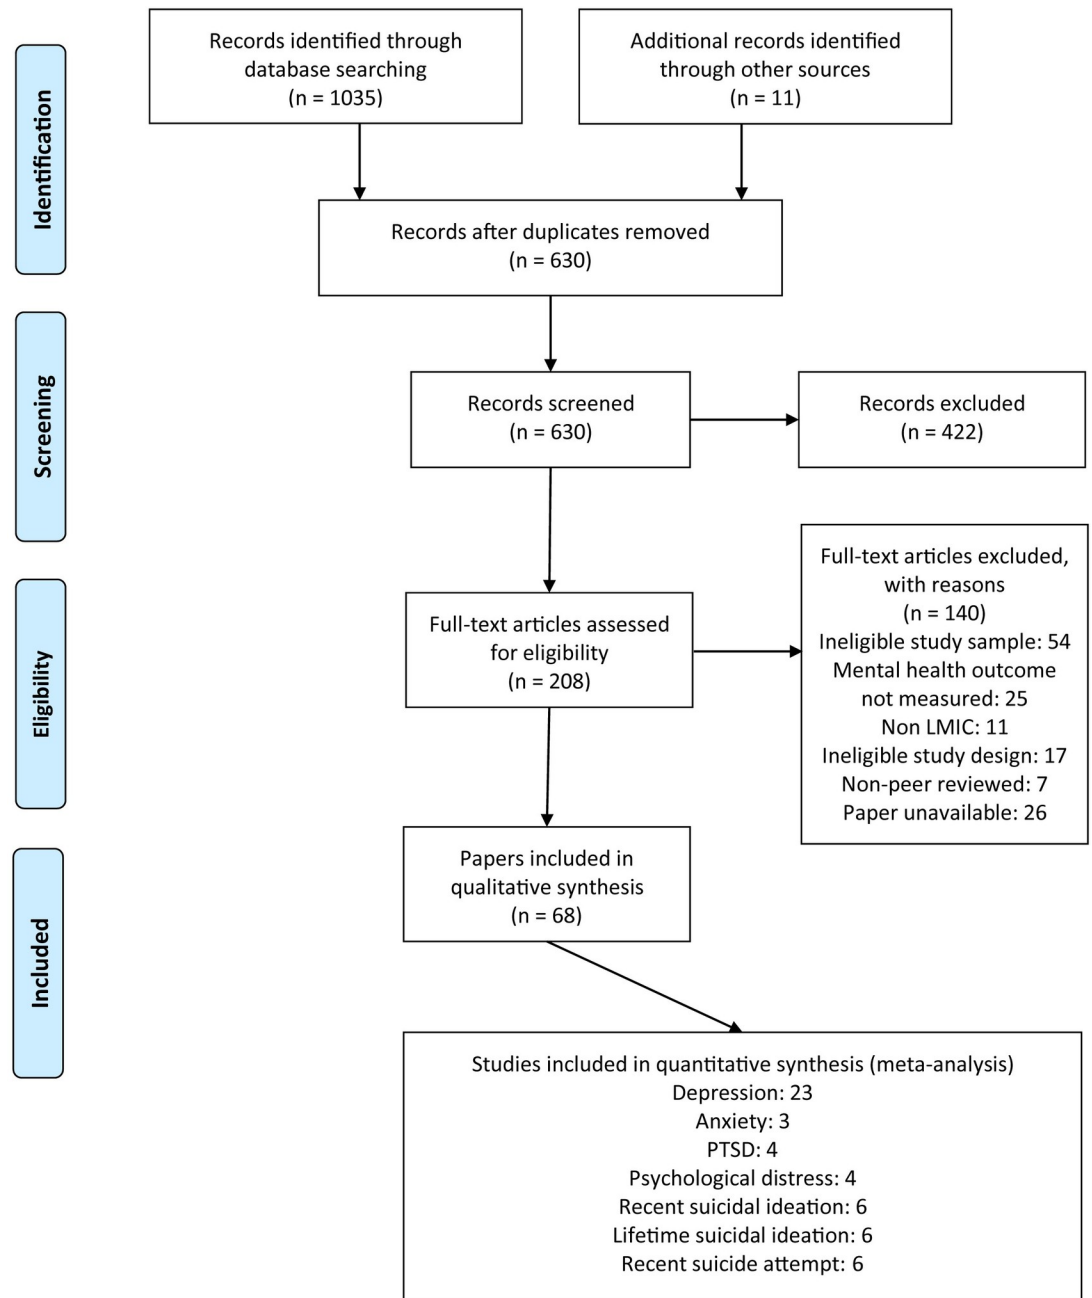 Identification
Records identified through
database searching
(n = 1035)
Additional records identified
through other sources
(n = 11)
Records after duplicates removed
(n = 630)
Screening
Records screened
(n = 630)
Records excluded
(n = 422)
Eligibility
Full-text articles assessed
for eligibility
(n = 208)
Full-text articles excluded,
with reasons
(n = 140)
Ineligible study sample: 54
Mental health outcome
not measured: 25
Non LMIC: 11
Ineligible study design: 17
Non-peer reviewed: 7
Paper unavailable: 26
Included
Papers included in
qualitative synthesis
(n = 68)
Studies included in quantitative synthesis (meta-analysis)
Depression: 23
Anxiety: 3
PTSD: 4
Psychological distress: 4
Recent suicidal ideation: 6
Lifetime suicidal ideation: 6
Recent suicide attempt: 6